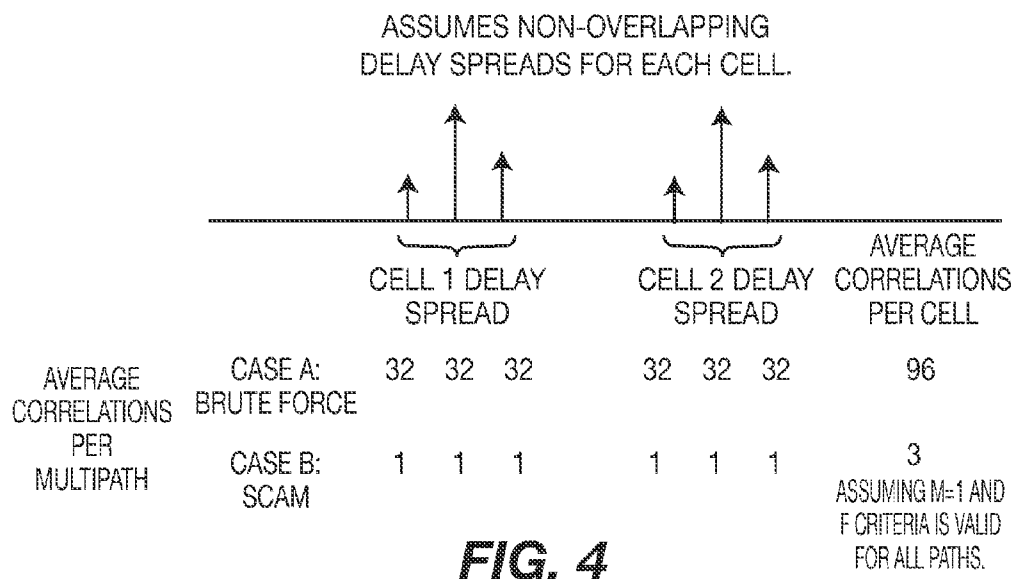 ASSUMES NON-OVERLAPPING
DELAY SPREADS FOR EACH CELL.
CELL 1 DELAY
SPREAD
CELL 2 DELAY
SPREAD
AVERAGE
CORRELATIONS
PER CELL
AVERAGE
CORRELATIONS
PER
MULTIPATH
CASE A:
BRUTE FORCE
32 32 32 32 32 32 96
CASE B:
SCAM
1 1 1 1 1 1 3
ASSUMING M=1 AND
F CRITERIA IS VALID
FOR ALL PATHS.
FIG. 4